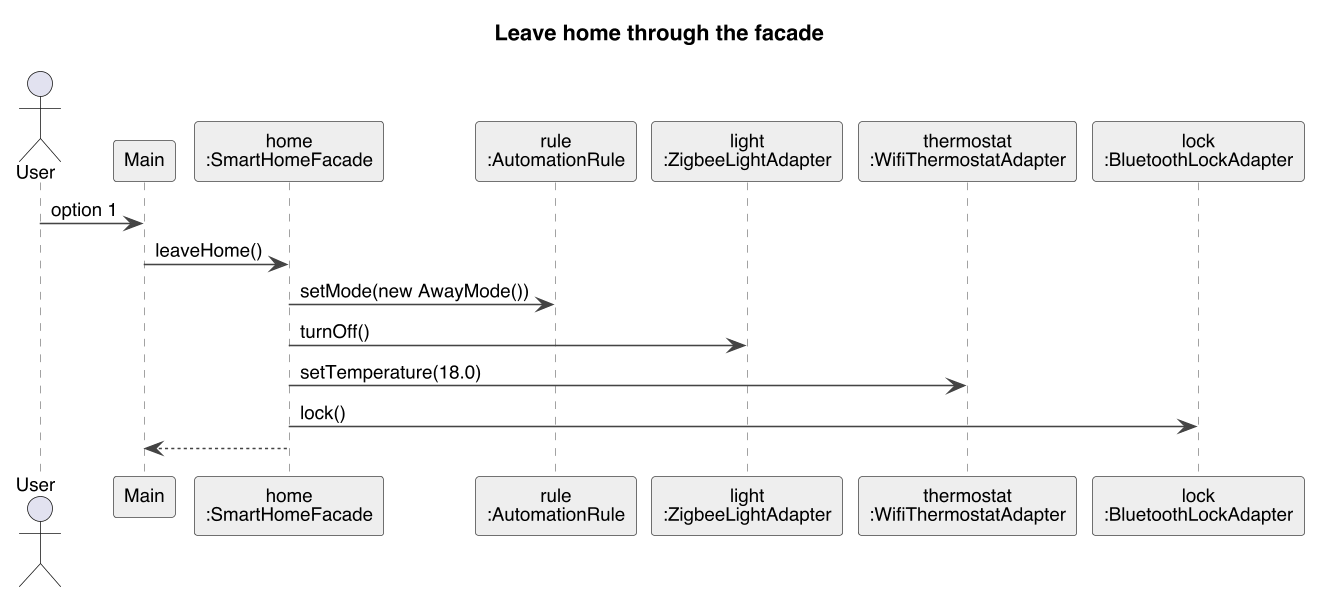 Leave home through the facade
User
Main
home
:SmartHomeFacade
rule
:AutomationRule
light
:ZigbeeLightAdapter
thermostat
:WifiThermostatAdapter
lock
:BluetoothLockAdapter
option 1
leaveHome()
setMode(new AwayMode())
turnOff()
setTemperature(18.0)
lock()
User
Main
home
:SmartHomeFacade
rule
:AutomationRule
light
:ZigbeeLightAdapter
thermostat
:WifiThermostatAdapter
lock
:BluetoothLockAdapter